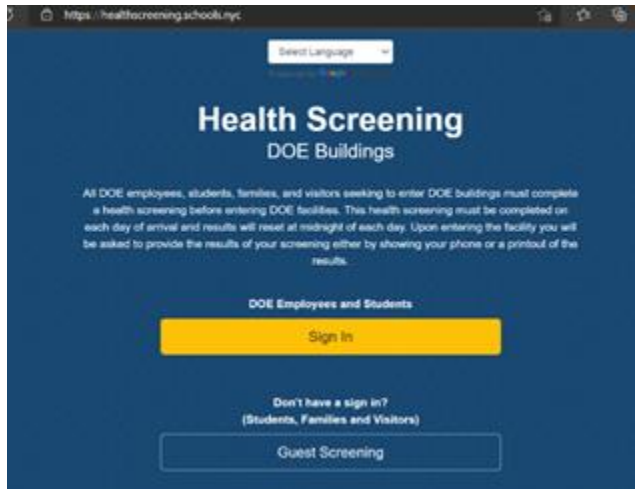 https://healthscreening.schools.nyc
Select Language
Health Screening
DOE Buildings
All DOE employees, students, families, and visitors seeking to enter DOE buildings must complete
a health screening before entering DOE facilities. This health screening must be completed on
each day of arrival and results will reset at midnight of each day. Upon entering the facility you will
be asked to provide the results of your screening either by showing your phone or a printout of the
results.
DOE Employees and Students
Sign In
Don't have a sign in?
(Students, Families and Visitors)
Guest Screening